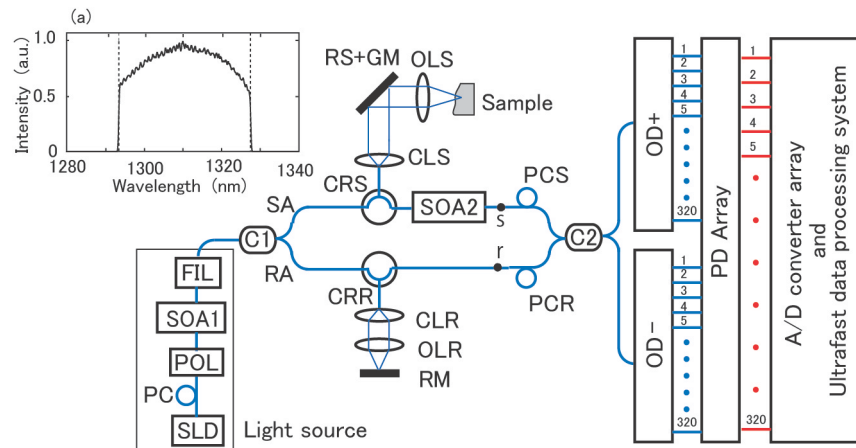 (a)
Intensity (a.u.)
1.0
0.5
0
1280
1300
1320
1340
Wavelength (nm)
RS+GM
OLS
Sample
CLS
CRS
SA
SOA2
PCS
s
C1
C2
RA
r
PCR
CRR
CLR
OLR
RM
FIL
SOA1
POL
PC
SLD
Light source
OD+
1
2
3
4
5
320
OD−
1
2
3
4
5
320
PD Array
1
2
3
4
5
320
A/D converter array
and
Ultrafast data processing system